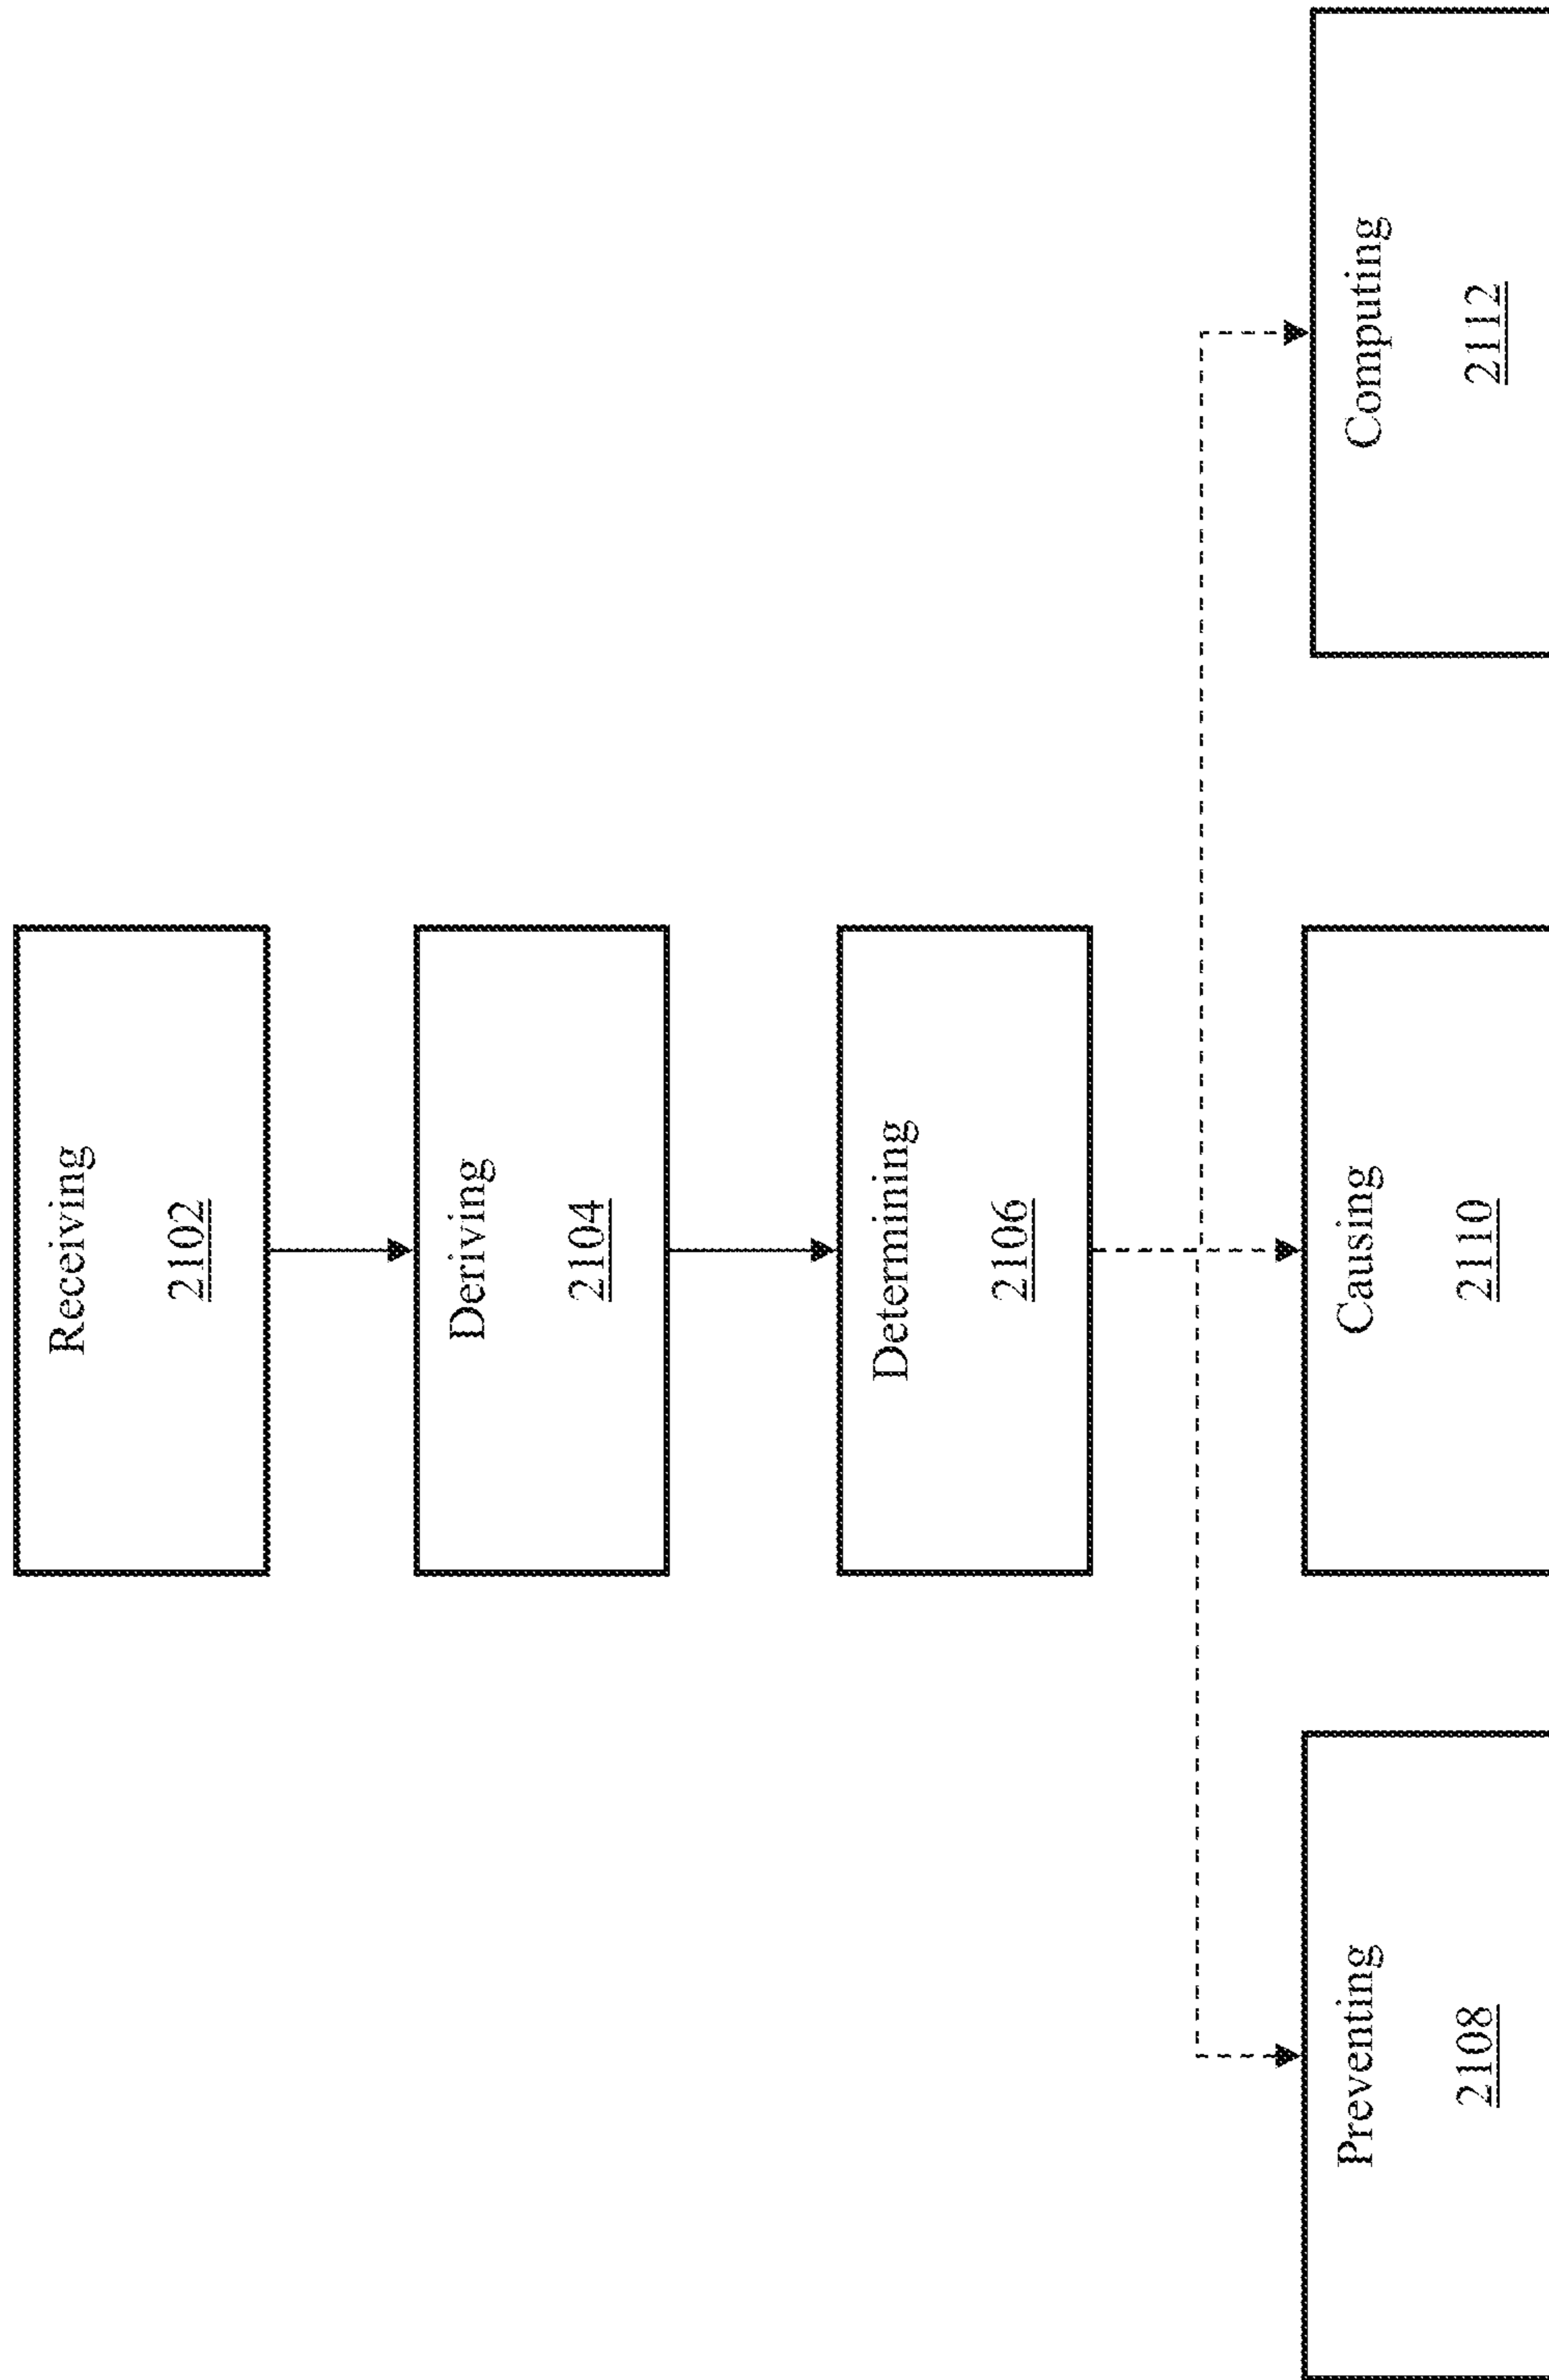 Receiving
2102
Deriving
2104
Determining
2106
Preventing
2108
Causing
2110
Computing
2112